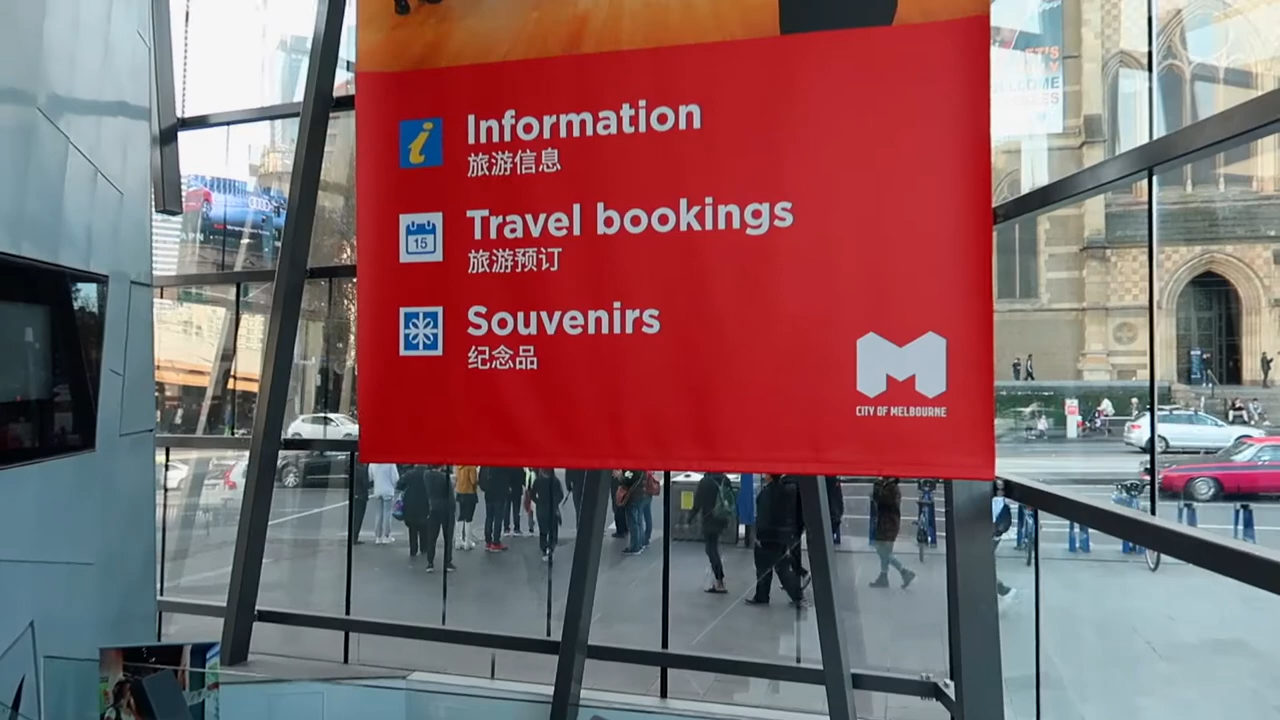 Information
旅游信息
15
Travel bookings
旅游预订
Souvenirs
纪念品
CITY OF MELBOURNE
Audi